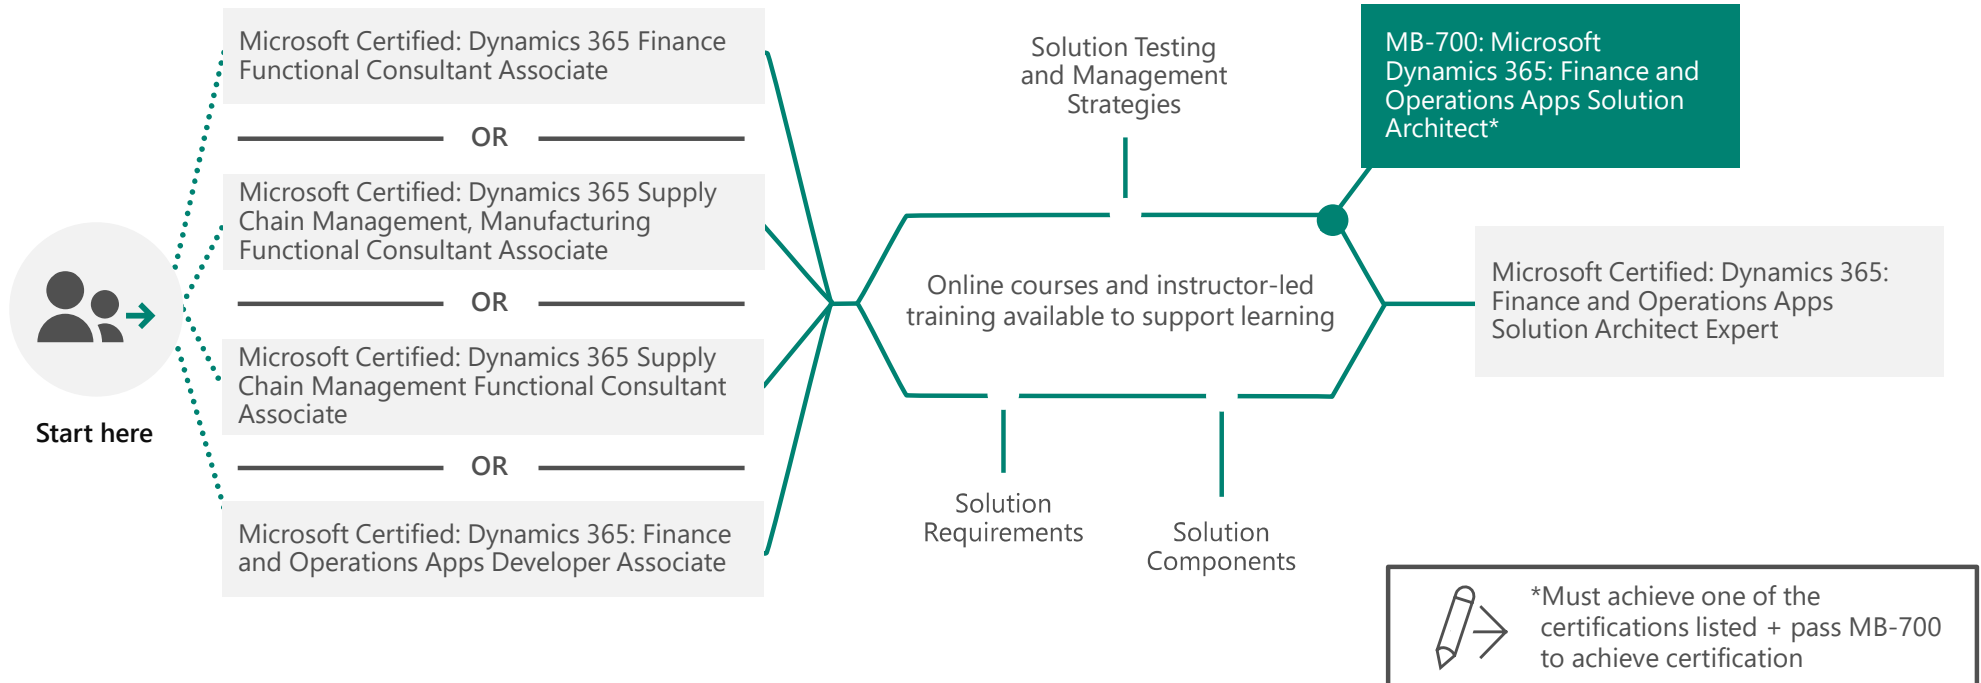 Start here
Microsoft Certified: Dynamics 365 Finance
Functional Consultant Associate
OR
Microsoft Certified: Dynamics 365 Supply
Chain Management, Manufacturing
Functional Consultant Associate
OR
Microsoft Certified: Dynamics 365 Supply
Chain Management Functional Consultant
Associate
OR
Microsoft Certified: Dynamics 365: Finance
and Operations Apps Developer Associate
Solution Testing
and Management
Strategies
Online courses and instructor-led
training available to support learning
Solution
Requirements
Solution
Components
MB-700: Microsoft
Dynamics 365: Finance and
Operations Apps Solution
Architect*
Microsoft Certified: Dynamics 365:
Finance and Operations Apps
Solution Architect Expert
*Must achieve one of the
certifications listed + pass MB-700
to achieve certification